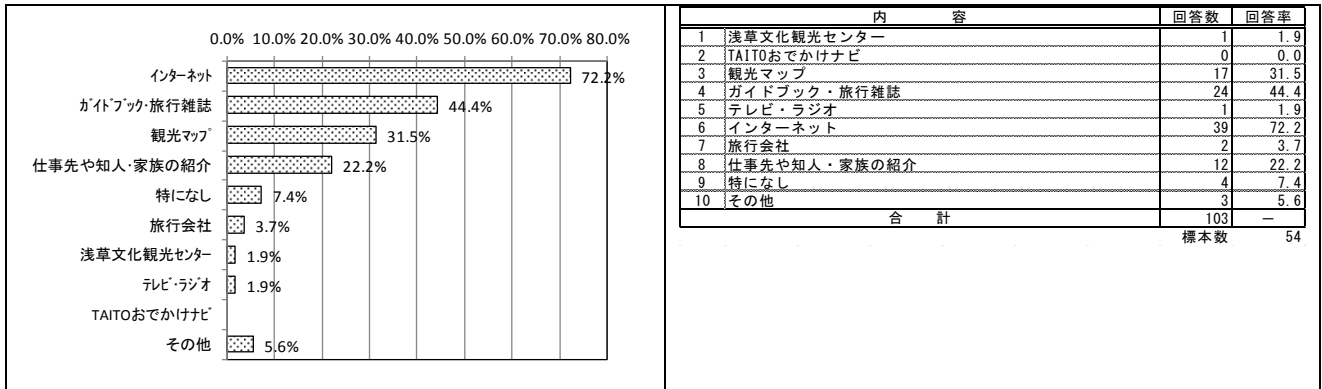 0.0% 10.0% 20.0% 30.0% 40.0% 50.0% 60.0% 70.0% 80.0%
インターネット 72.2%
ガイドブック・旅行雑誌 44.4%
観光マップ 31.5%
仕事先や知人・家族の紹介 22.2%
特になし 7.4%
旅行会社 3.7%
浅草文化観光センター 1.9%
テレビ・ラジオ 1.9%
TAITOおでかけナビ
その他 5.6%
内 容 回答数 回答率
1 浅草文化観光センター 1 1.9
2 TAITOおでかけナビ 0 0.0
3 観光マップ 17 31.5
4 ガイドブック・旅行雑誌 24 44.4
5 テレビ・ラジオ 1 1.9
6 インターネット 39 72.2
7 旅行会社 2 3.7
8 仕事先や知人・家族の紹介 12 22.2
9 特になし 4 7.4
10 その他 3 5.6
合 計 103 －
標本数 54